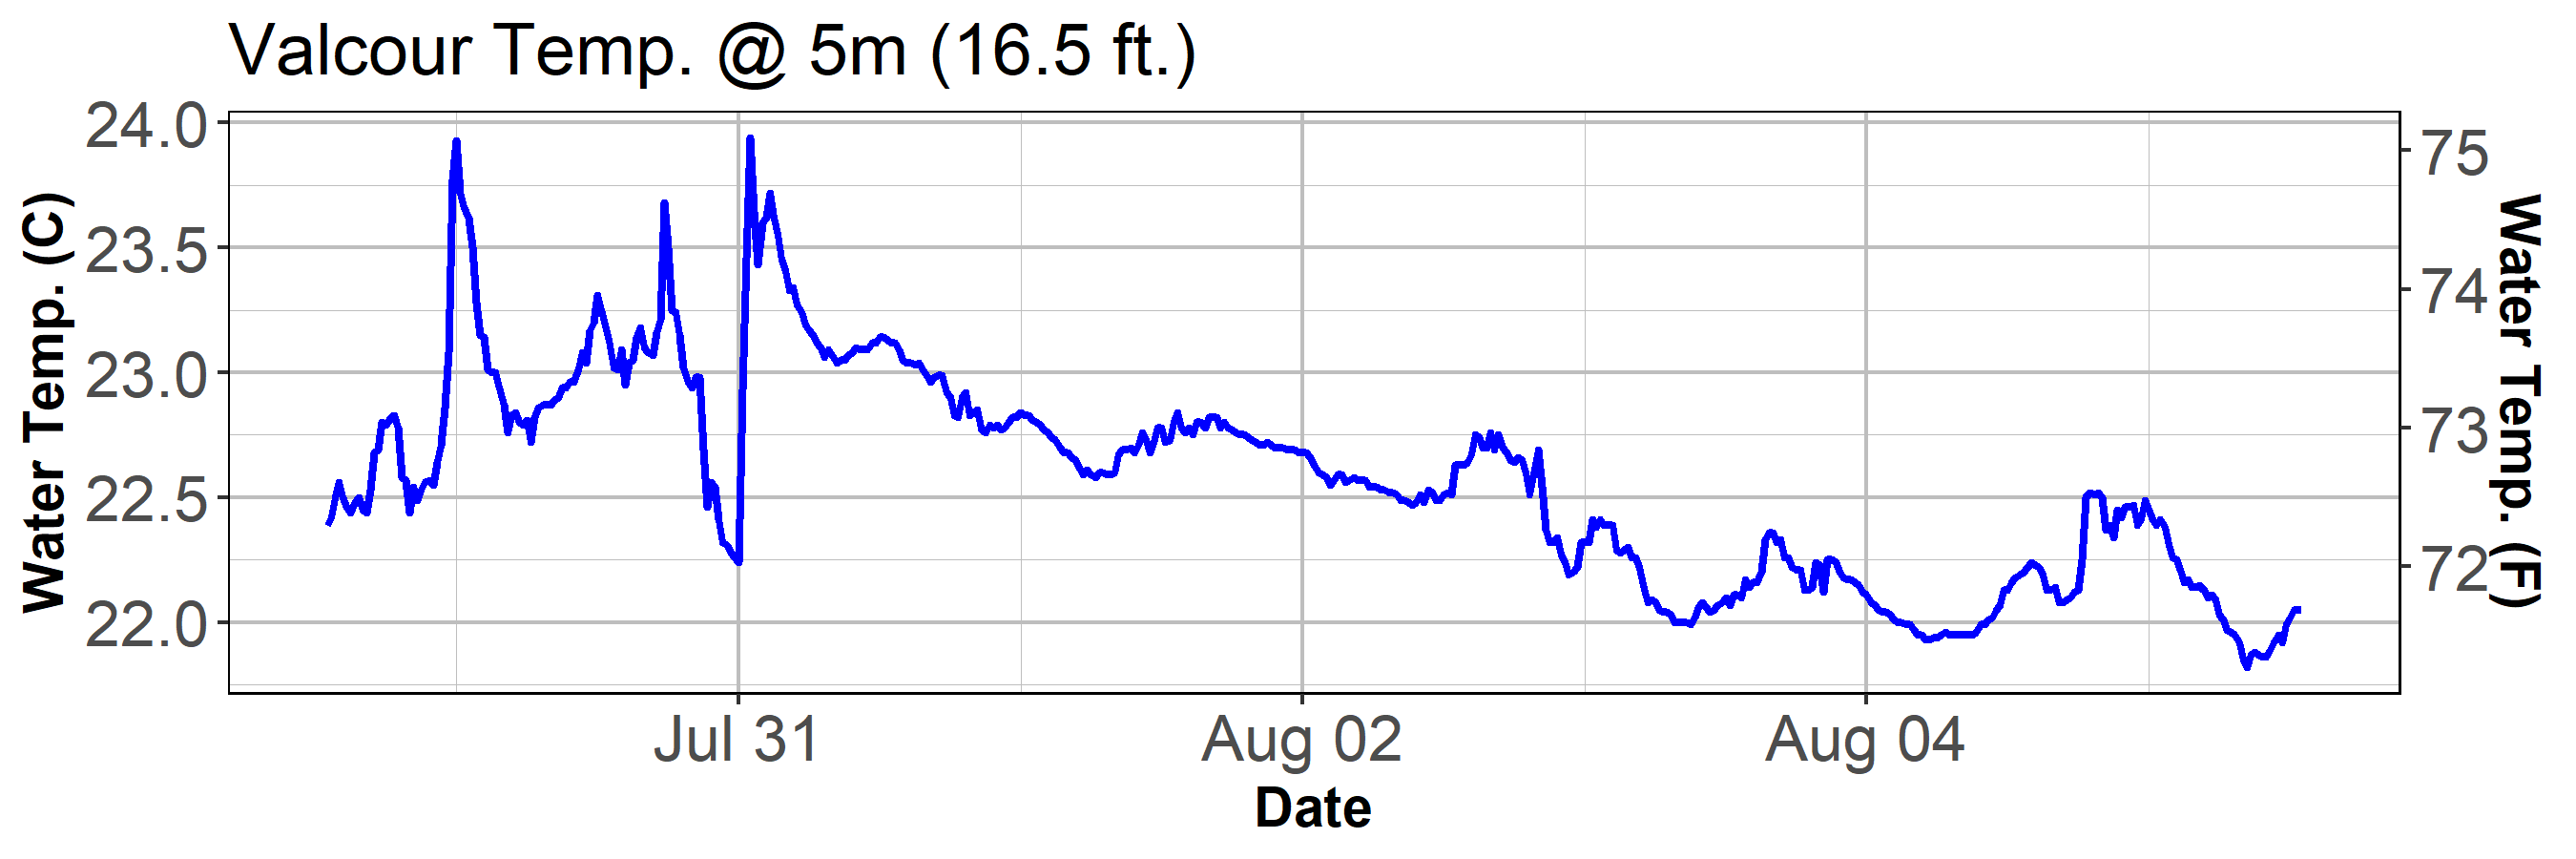 Valcour Temp. @ 5m (16.5 ft.)
Water Temp. (C)
24.0
23.5
23.0
22.5
22.0
75
74
73
72
Water Temp. (F)
Jul 31 Aug 02 Aug 04
Date